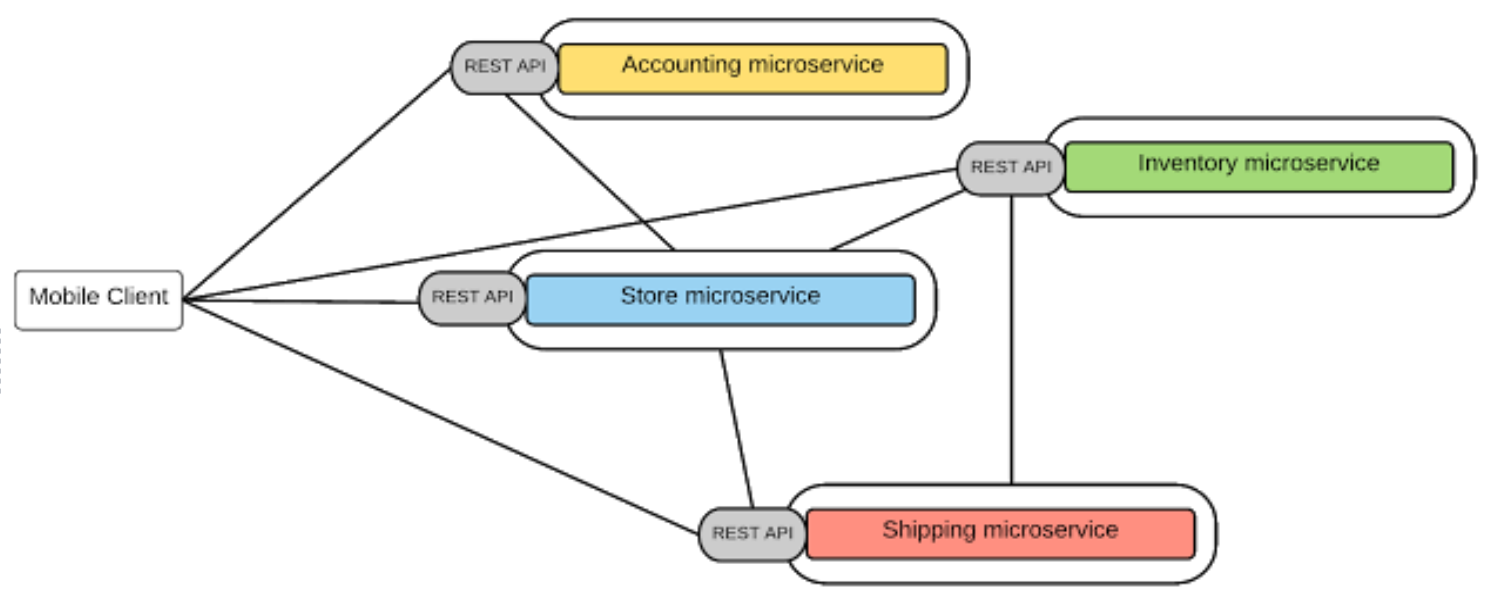 REST API
Accounting microservice
REST API
Inventory microservice
Mobile Client
REST API
Store microservice
REST API
Shipping microservice